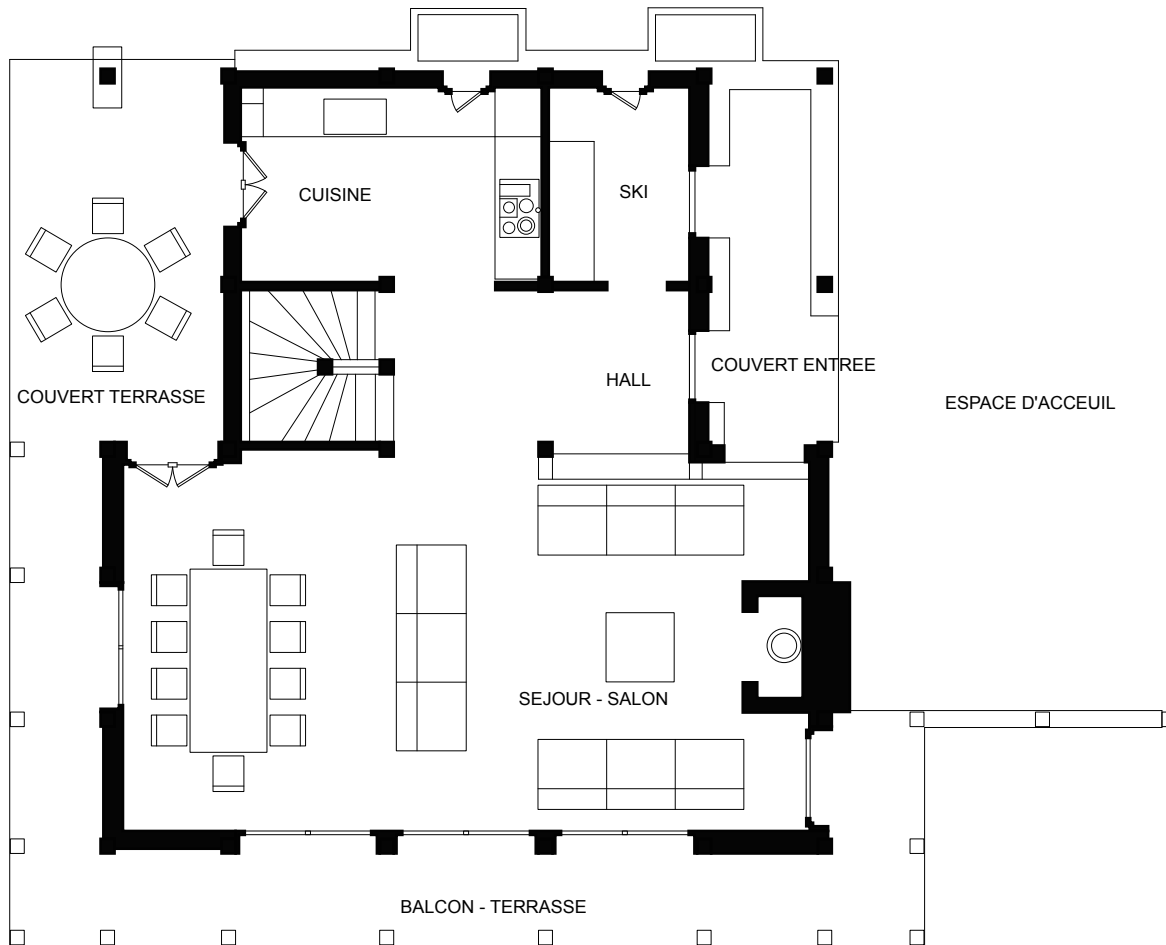 SKI
CUISINE
COUVERT ENTREE
HALL
COUVERT TERRASSE
ESPACE D'ACCEUIL
SEJOUR - SALON
BALCON - TERRASSE